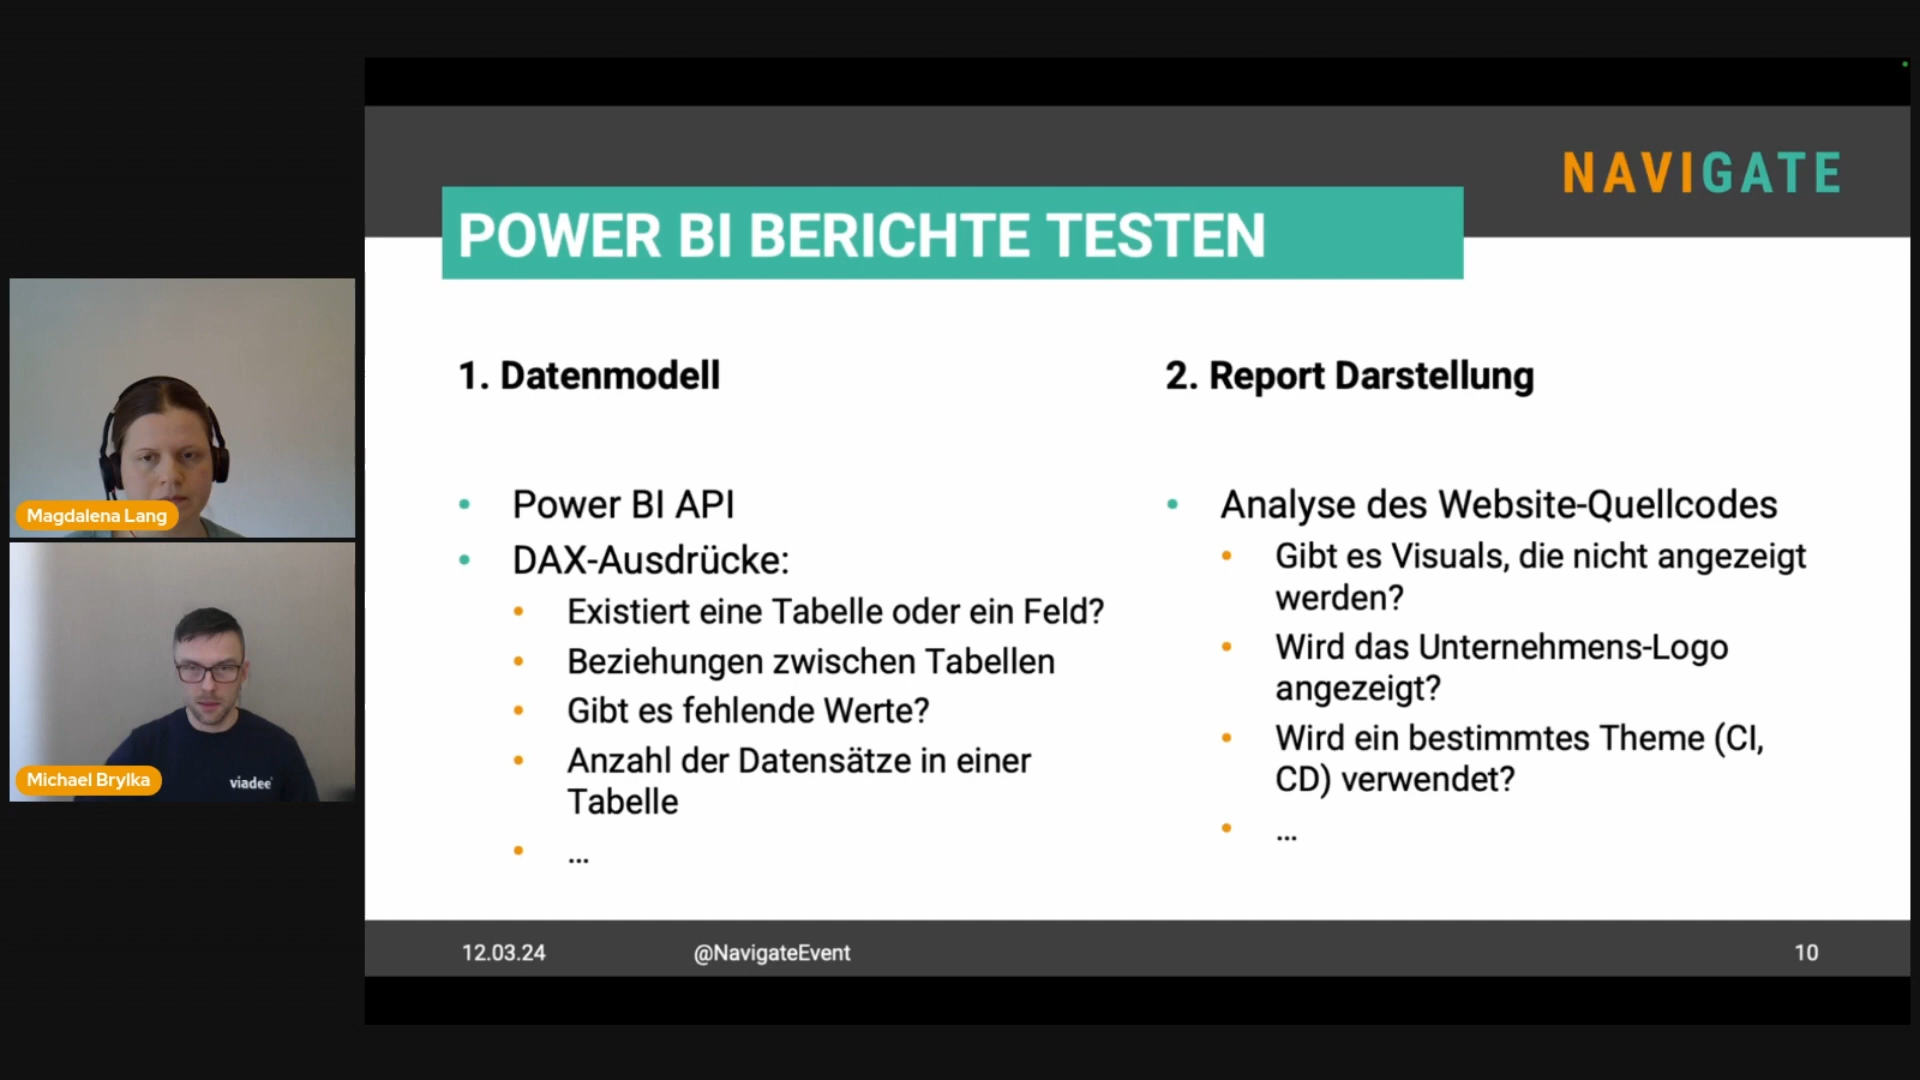 NAVIGATE
POWER BI BERICHTE TESTEN
1. Datenmodell
• Power BI API
• DAX-Ausdrücke:
• Existiert eine Tabelle oder ein Feld?
• Beziehungen zwischen Tabellen
• Gibt es fehlende Werte?
• Anzahl der Datensätze in einer
Tabelle
• ...
2. Report Darstellung
• Analyse des Website-Quellcodes
• Gibt es Visuals, die nicht angezeigt
werden?
• Wird das Unternehmens-Logo
angezeigt?
• Wird ein bestimmtes Theme (CI,
CD) verwendet?
• ...
12.03.24
@NavigateEvent
10
Magdalena Lang
viadee
Michael Brylka